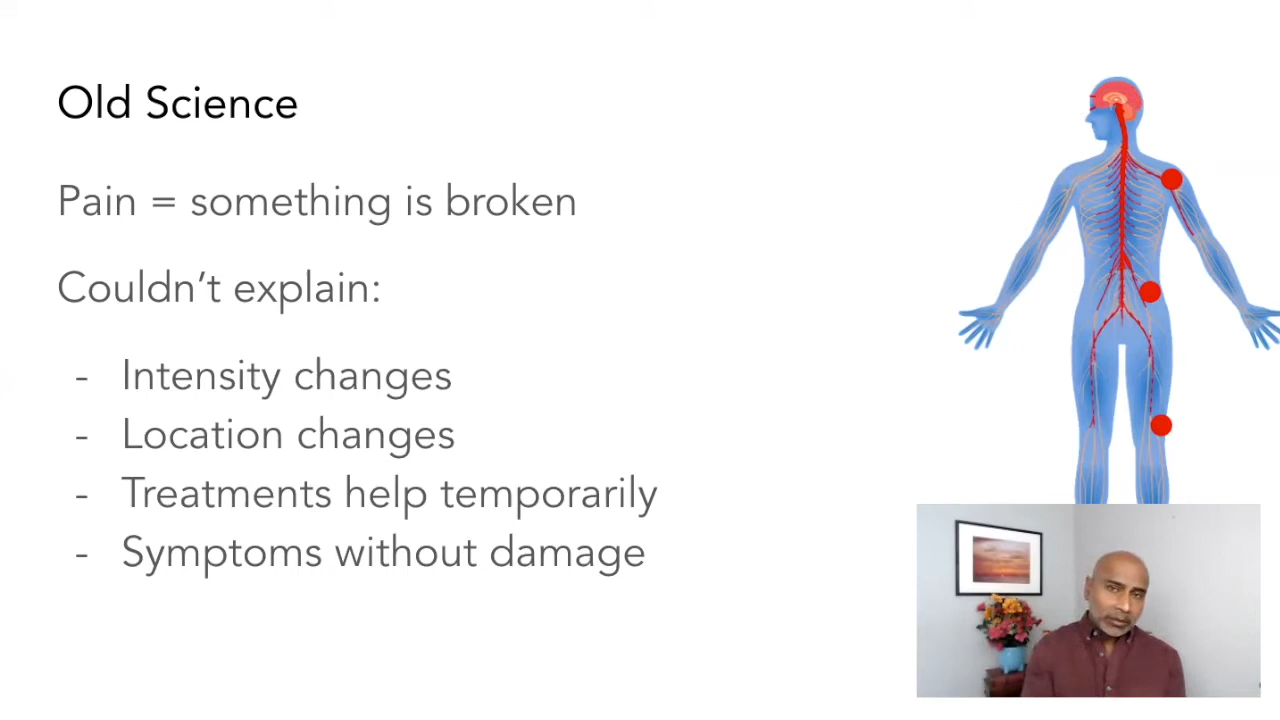 Old Science
Pain = something is broken
Couldn’t explain:
- Intensity changes
- Location changes
- Treatments help temporarily
- Symptoms without damage